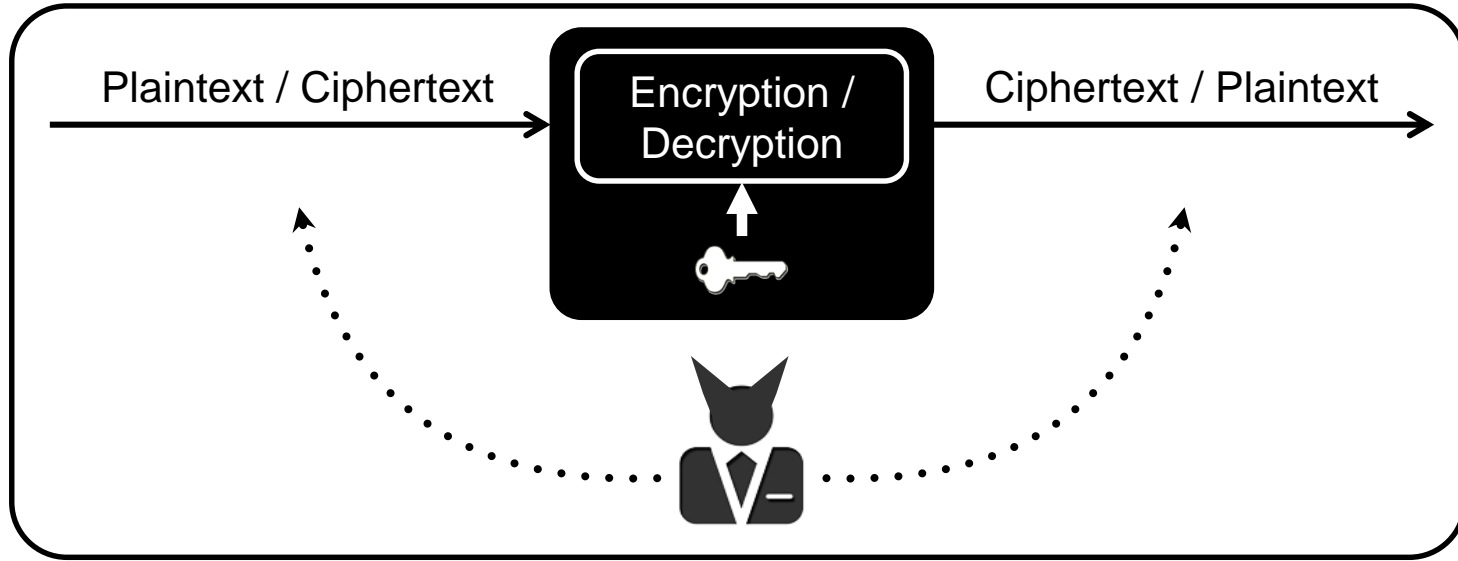 Plaintext / Ciphertext
Encryption /
Decryption
Ciphertext / Plaintext